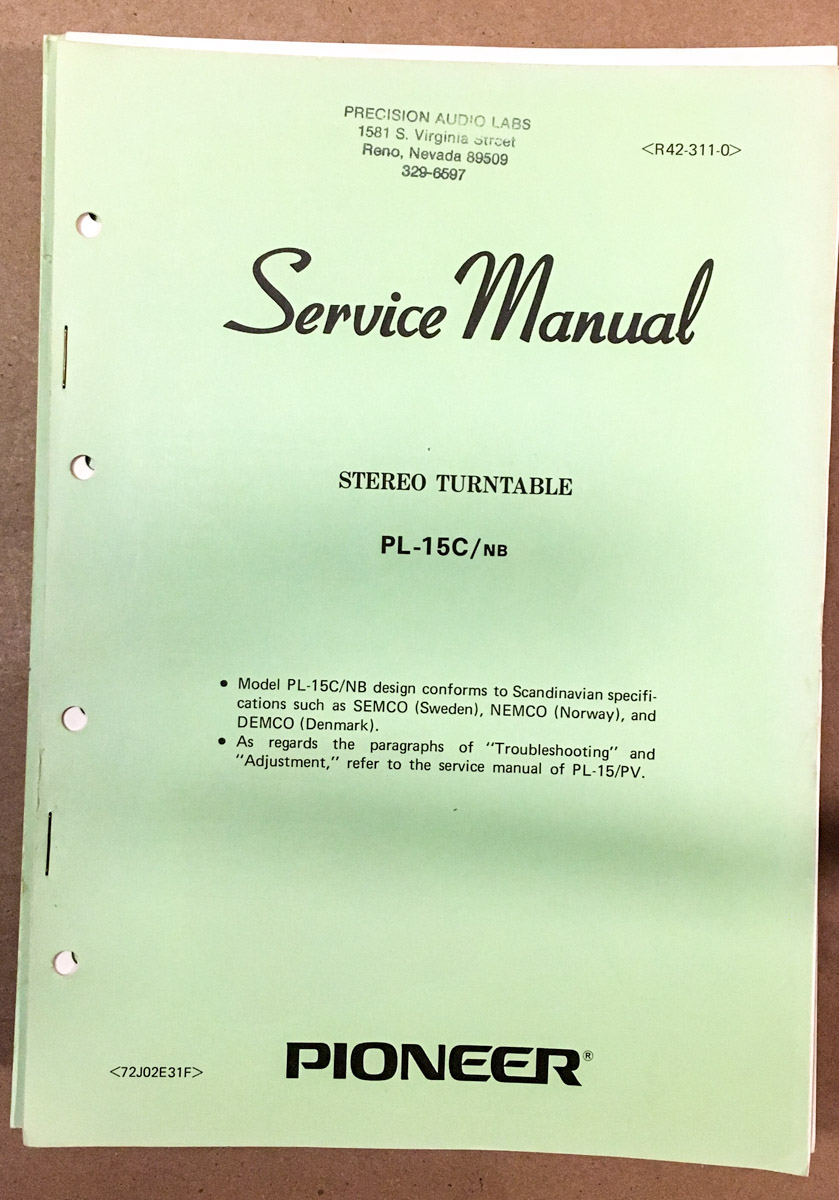 PRECISION AUDIO LABS
1581 S. Virginia Street
Reno, Nevada 89509
329-6597
<R42-311-0>
Service Manual
STEREO TURNTABLE
PL-15C/NB
• Model PL-15C/NB design conforms to Scandinavian specifi-
cations such as SEMCO (Sweden), NEMCO (Norway), and
DEMCO (Denmark).
• As regards the paragraphs of "Troubleshooting" and
"Adjustment," refer to the service manual of PL-15/PV.
<72J02E31F>
PIONEER®